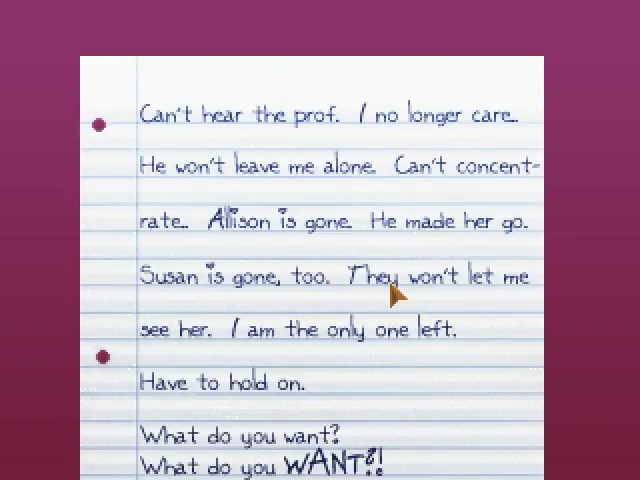 Can't hear the prof. I no longer care.
He won't leave me alone. Can't concent-
rate. Allison is gone. He made her go.
Susan is gone, too. They won't let me
see her. I am the only one left.
Have to hold on.
What do you want?
What do you WANT?!